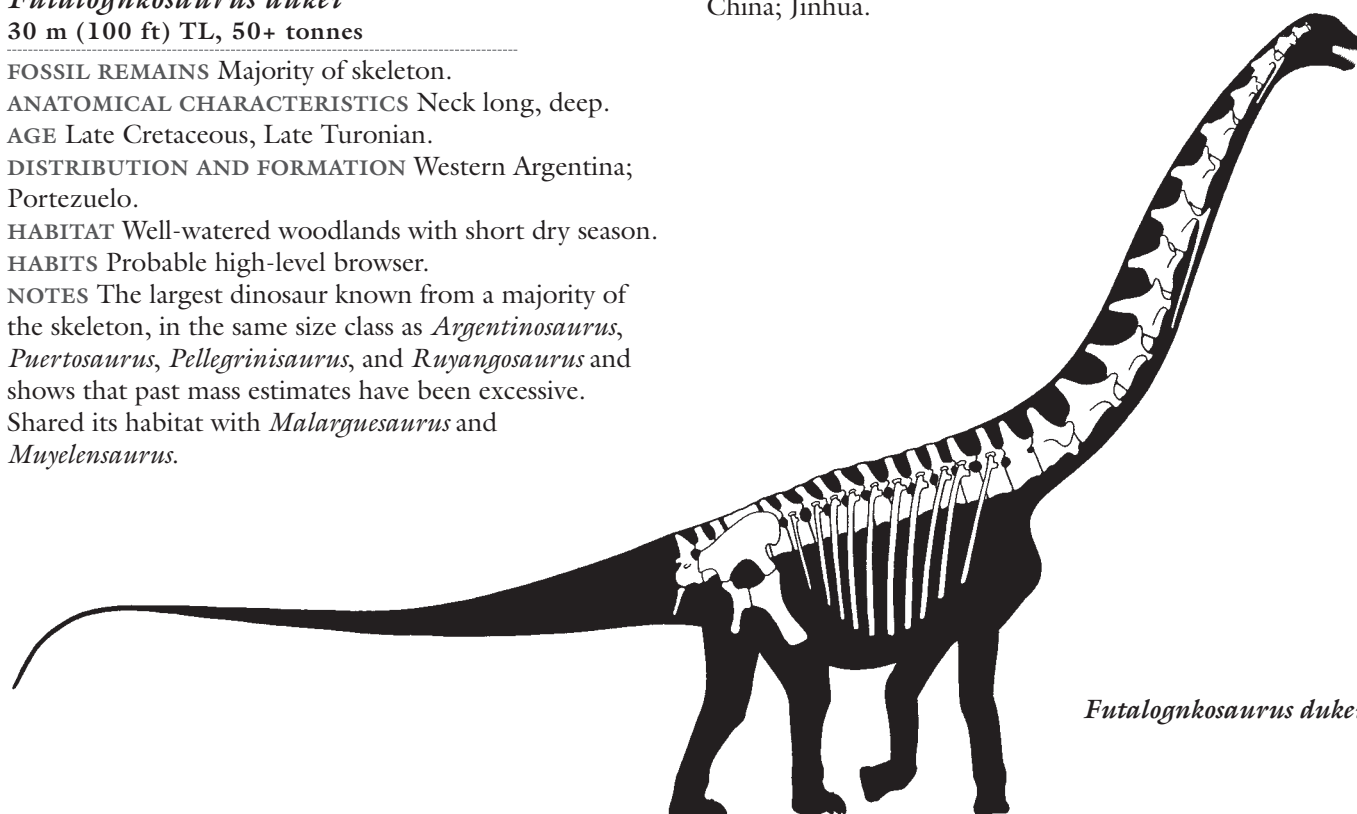 Futalognkosaurus dukei
30 m (100 ft) TL, 50+ tonnes
FOSSIL REMAINS Majority of skeleton.
ANATOMICAL CHARACTERISTICS Neck long, deep.
AGE Late Cretaceous, Late Turonian.
DISTRIBUTION AND FORMATION Western Argentina;
Portezuelo.
HABITAT Well-watered woodlands with short dry season.
HABITS Probable high-level browser.
NOTES The largest dinosaur known from a majority of
the skeleton, in the same size class as Argentinosaurus,
Puertosaurus, Pellegrinisaurus, and Ruyangosaurus and
shows that past mass estimates have been excessive.
Shared its habitat with Malarguesaurus and
Muyelensaurus.
China; Jinhua.
Futalognkosaurus duke